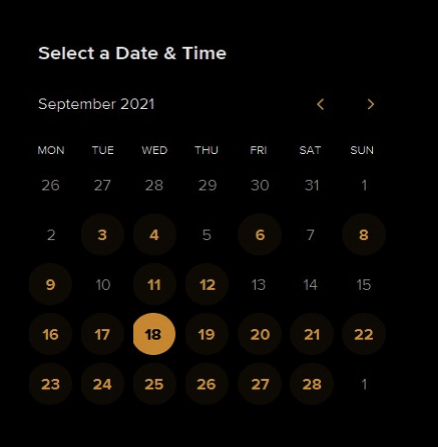 Select a Date & Time
September 2021
MON TUE WED THU FRI SAT SUN
26 27 28 29 30 31 1
2 3 4 5 6 7 8
9 10 11 12 13 14 15
16 17 18 19 20 21 22
23 24 25 26 27 28 1